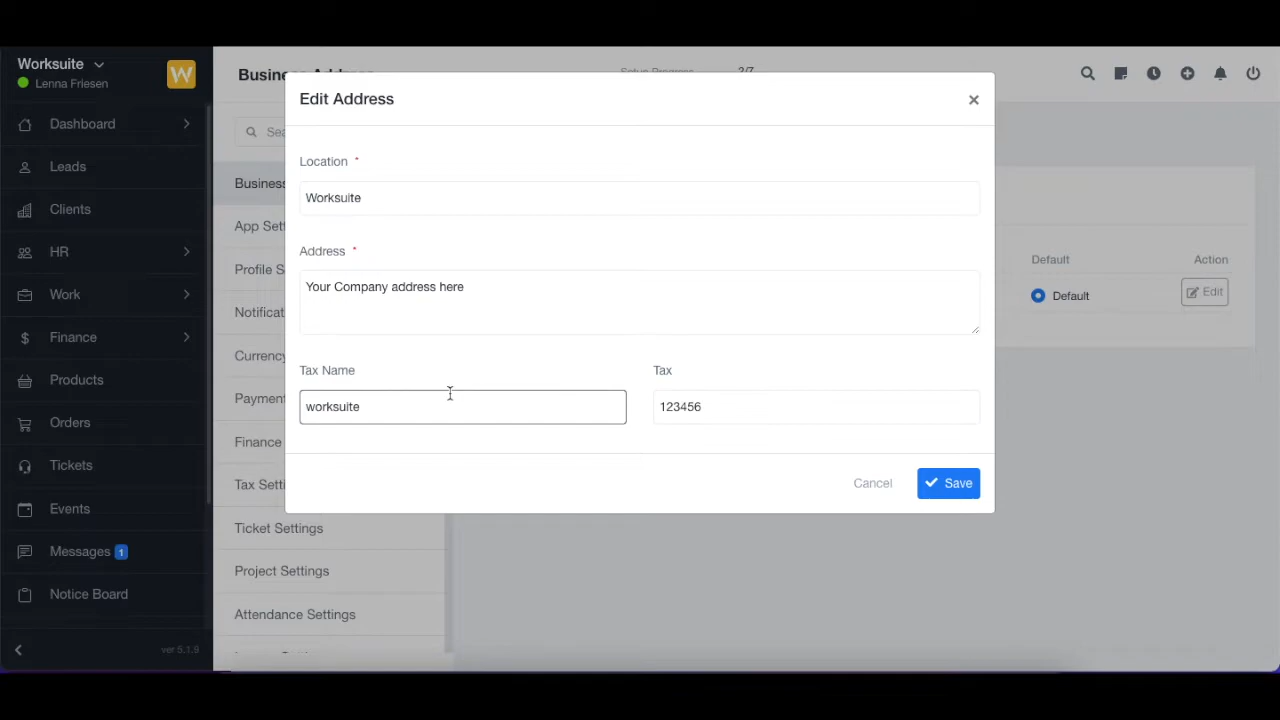 Worksuite
W
Lenna Friesen
Dashboard
Leads
Clients
HR
Work
Finance
Products
Orders
Tickets
Events
Messages 1
Notice Board
ver 5.1.9
Business Address
Setup Progress 2/7
Sea
Business
App Sett
Profile S
Notificat
Currency
Payment
Finance
Tax Setti
Ticket Settings
Project Settings
Attendance Settings
Edit Address
×
Location *
Worksuite
Address *
Your Company address here
Tax Name
Tax
worksuite
123456
Cancel
Save
Default
Action
Default
Edit